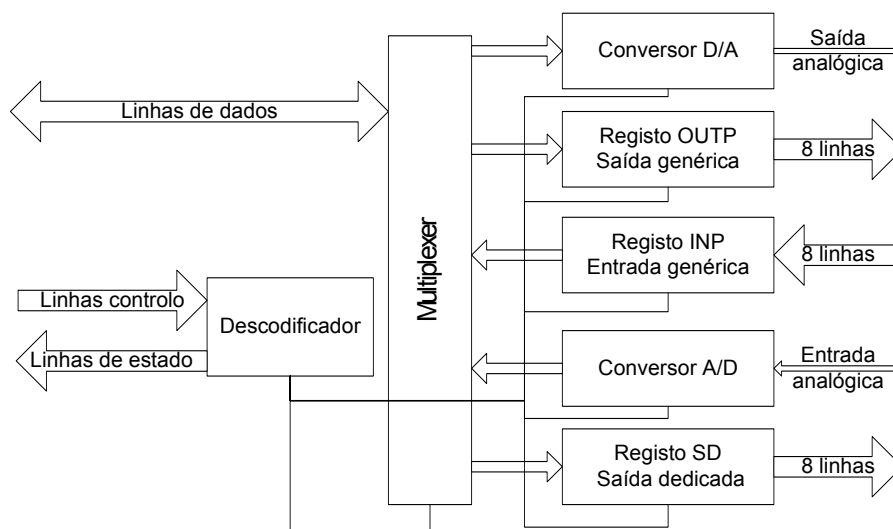 Conversor D/A
Saída
analógica
Linhas de dados
Registo OUTP
Saída genérica
8 linhas
Multiplexer
Registo INP
Entrada genérica
8 linhas
Linhas controlo
Descodificador
Linhas de estado
Conversor A/D
Entrada
analógica
Registo SD
Saída dedicada
8 linhas